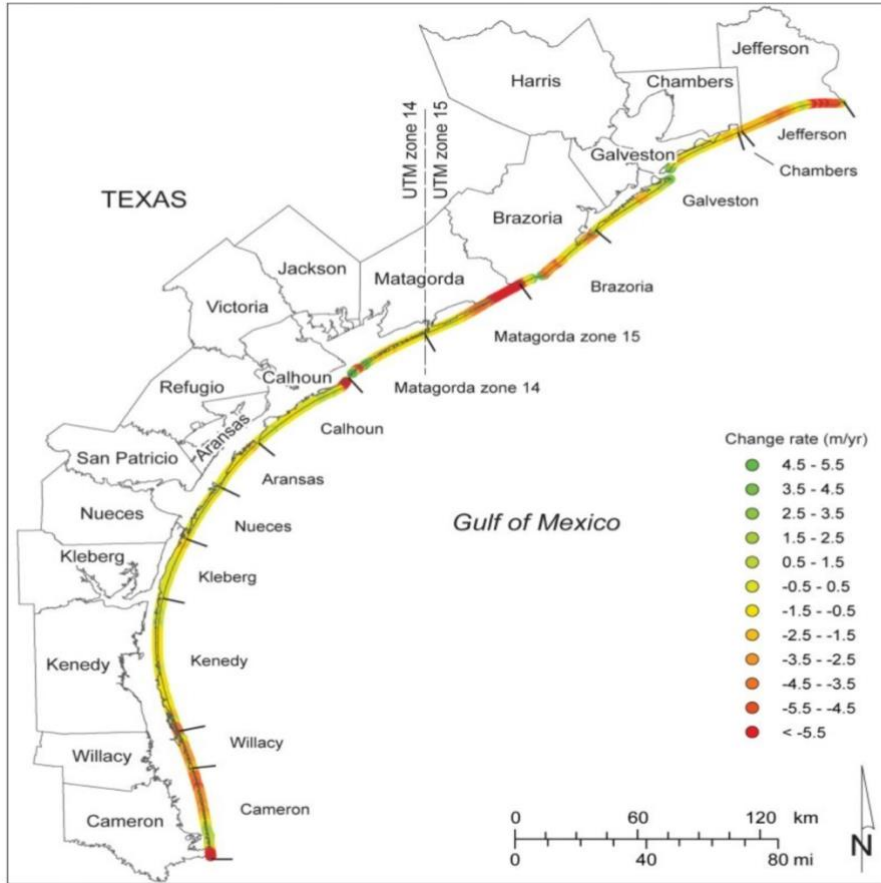 Jefferson
Harris
Chambers
UTM zone 14
UTM zone 15
Jefferson
Galveston
Chambers
TEXAS
Galveston
Brazoria
Jackson
Matagorda
Brazoria
Victoria
Matagorda zone 15
Calhoun
Refugio
Matagorda zone 14
Aransas
Calhoun
San Patricio
Aransas
Nueces
Nueces
Gulf of Mexico
Kleberg
Kleberg
Kenedy
Kenedy
Willacy
Willacy
Cameron
Cameron
Change rate (m/yr)
4.5 - 5.5
3.5 - 4.5
2.5 - 3.5
1.5 - 2.5
0.5 - 1.5
-0.5 - 0.5
-1.5 - -0.5
-2.5 - -1.5
-3.5 - -2.5
-4.5 - -3.5
-5.5 - -4.5
< -5.5
0 60 120 km
0 40 80 mi
N